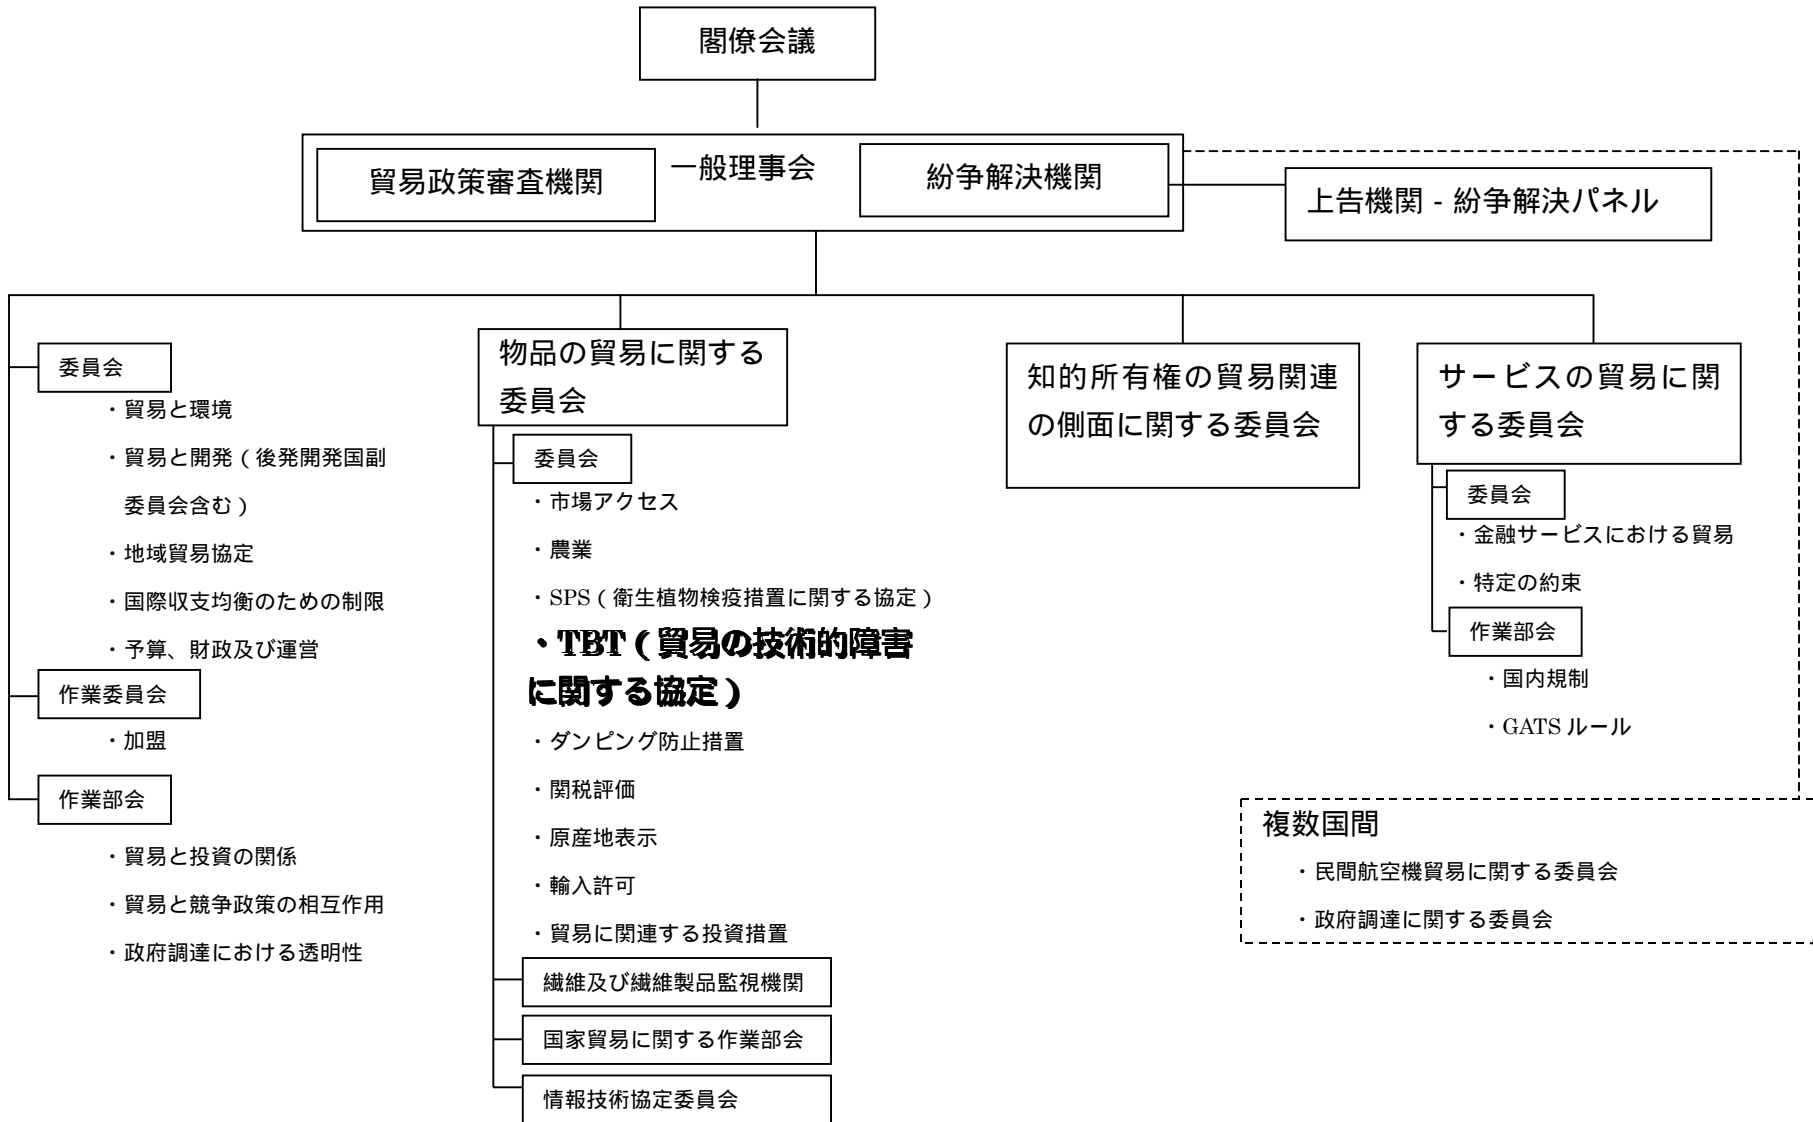 閣僚会議
貿易政策審査機関
一般理事会
紛争解決機関
上告機関 - 紛争解決パネル
委員会
・貿易と環境
・貿易と開発（後発開発国副
委員会含む）
・地域貿易協定
・国際収支均衡のための制限
・予算、財政及び運営
作業委員会
・加盟
作業部会
・貿易と投資の関係
・貿易と競争政策の相互作用
・政府調達における透明性
物品の貿易に関する
委員会
委員会
・市場アクセス
・農業
・SPS（衛生植物検疫措置に関する協定）
・TBT（貿易の技術的障害
に関する協定）
・ダンピング防止措置
・関税評価
・原産地表示
・輸入許可
・貿易に関連する投資措置
繊維及び繊維製品監視機関
国家貿易に関する作業部会
情報技術協定委員会
知的所有権の貿易関連
の側面に関する委員会
サービスの貿易に関
する委員会
委員会
・金融サービスにおける貿易
・特定の約束
作業部会
・国内規制
・GATS ルール
複数国間
・民間航空機貿易に関する委員会
・政府調達に関する委員会